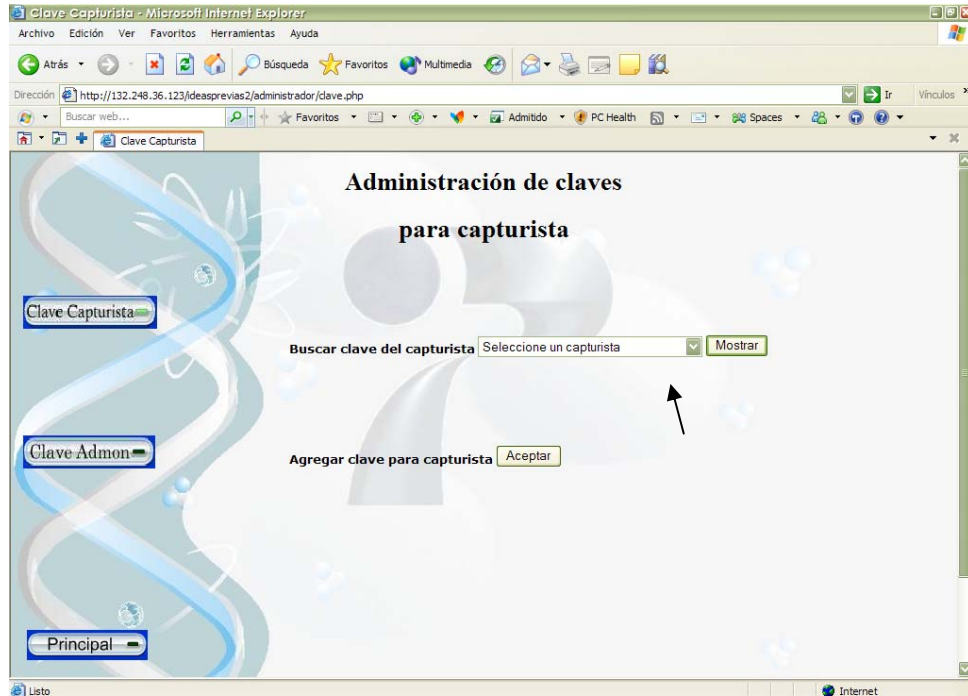 Clave Capturista - Microsoft Internet Explorer
Archivo Edición Ver Favoritos Herramientas Ayuda
Atrás Búsqueda Favoritos Multimedia
Dirección http://132.248.36.123/ideasprevias2/administrador/clave.php Ir Vínculos »
Buscar web... Favoritos Admitido PC Health Spaces
Clave Capturista
Administración de claves
para capturista
Clave Capturista
Buscar clave del capturista Seleccione un capturista Mostrar
Clave Admon
Agregar clave para capturista Aceptar
Principal
Listo Internet